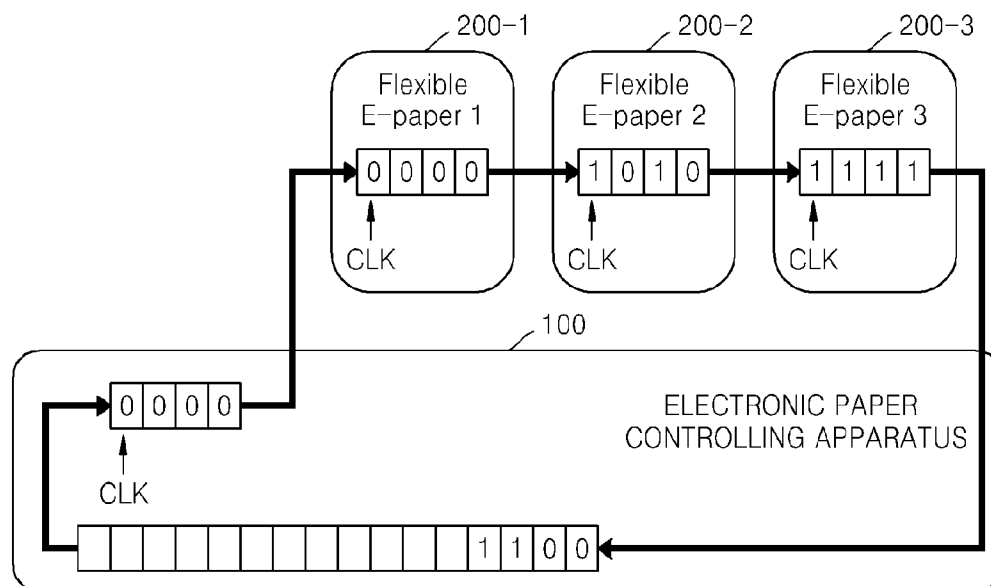 200-1
200-2
200-3
Flexible
E-paper 1
Flexible
E-paper 2
Flexible
E-paper 3
0 0 0 0
1 0 1 0
1 1 1 1
CLK
CLK
CLK
100
0 0 0 0
ELECTRONIC PAPER
CONTROLLING APPARATUS
CLK
1 1 0 0